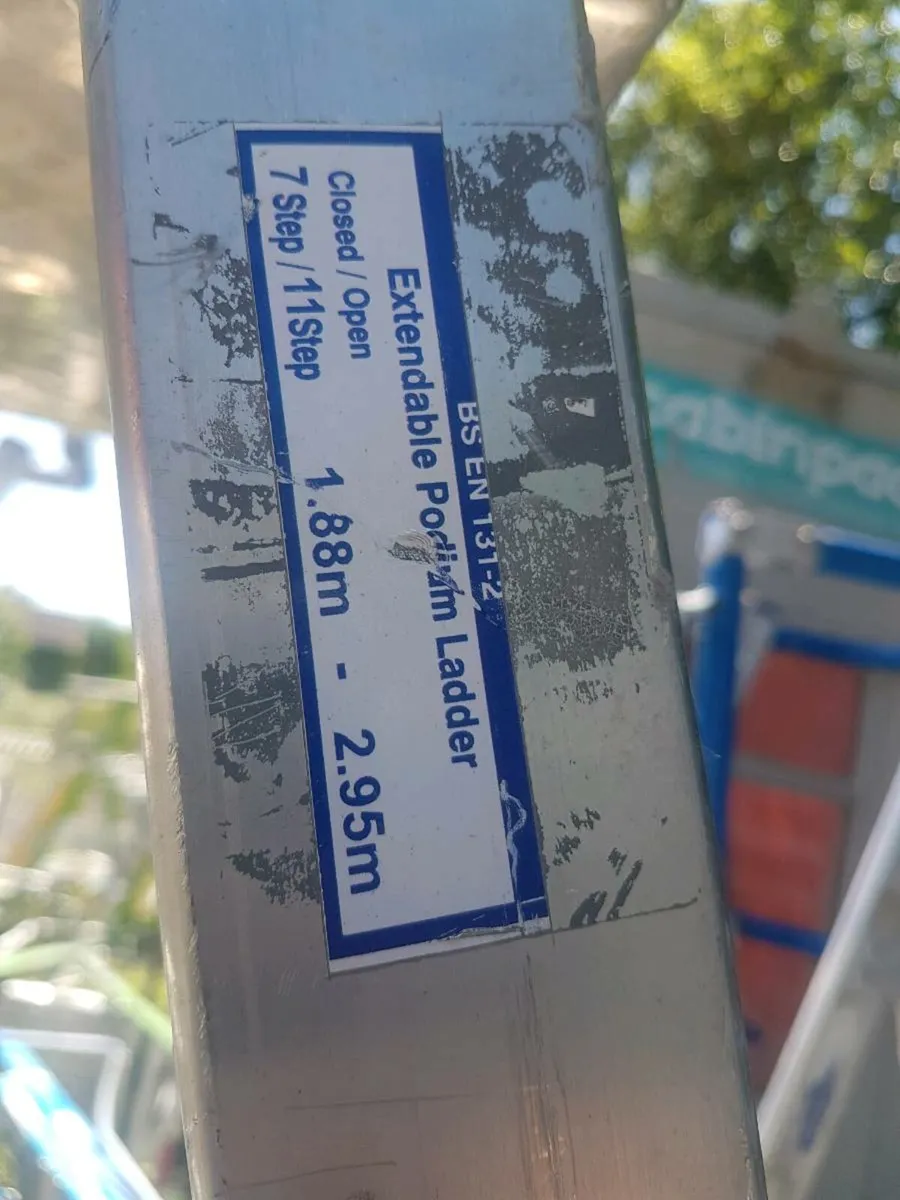 BS EN 131-2
Extendable Podium Ladder
Closed / Open
7 Step / 11Step 1.88m - 2.95m